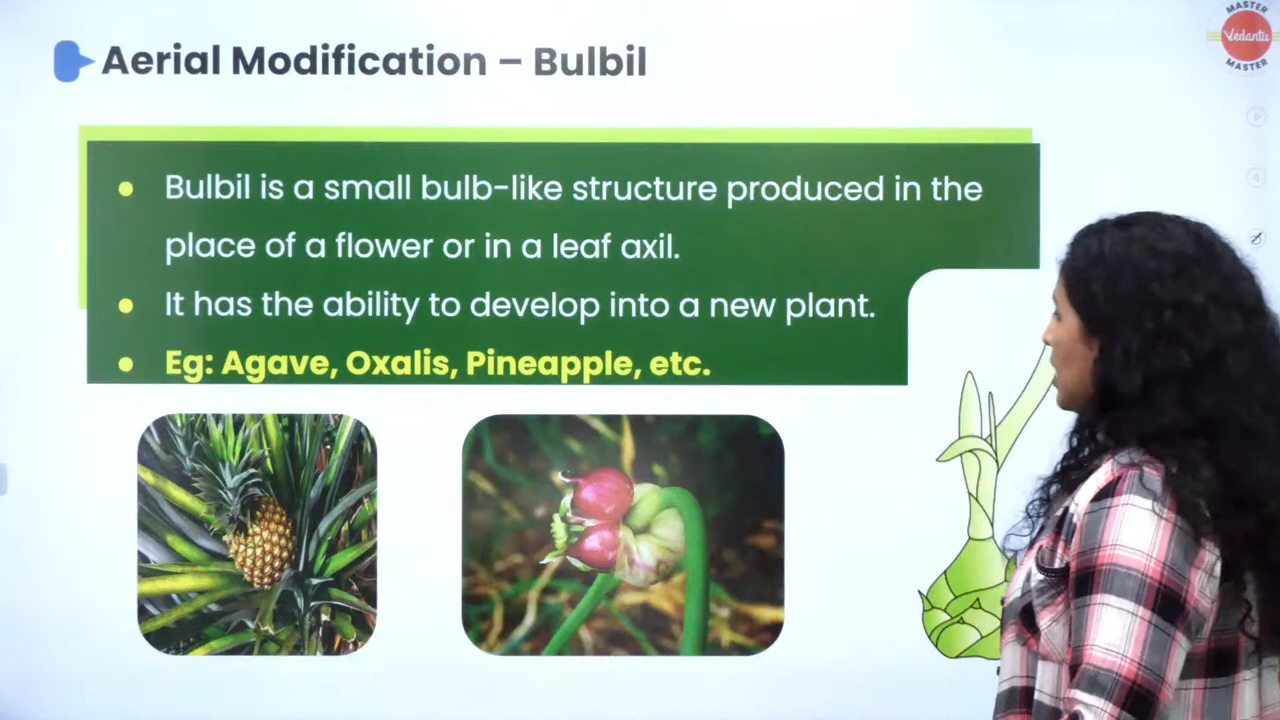 Aerial Modification – Bulbil
MASTER
Vedantu
MASTER
Bulbil is a small bulb-like structure produced in the
place of a flower or in a leaf axil.
It has the ability to develop into a new plant.
Eg: Agave, Oxalis, Pineapple, etc.